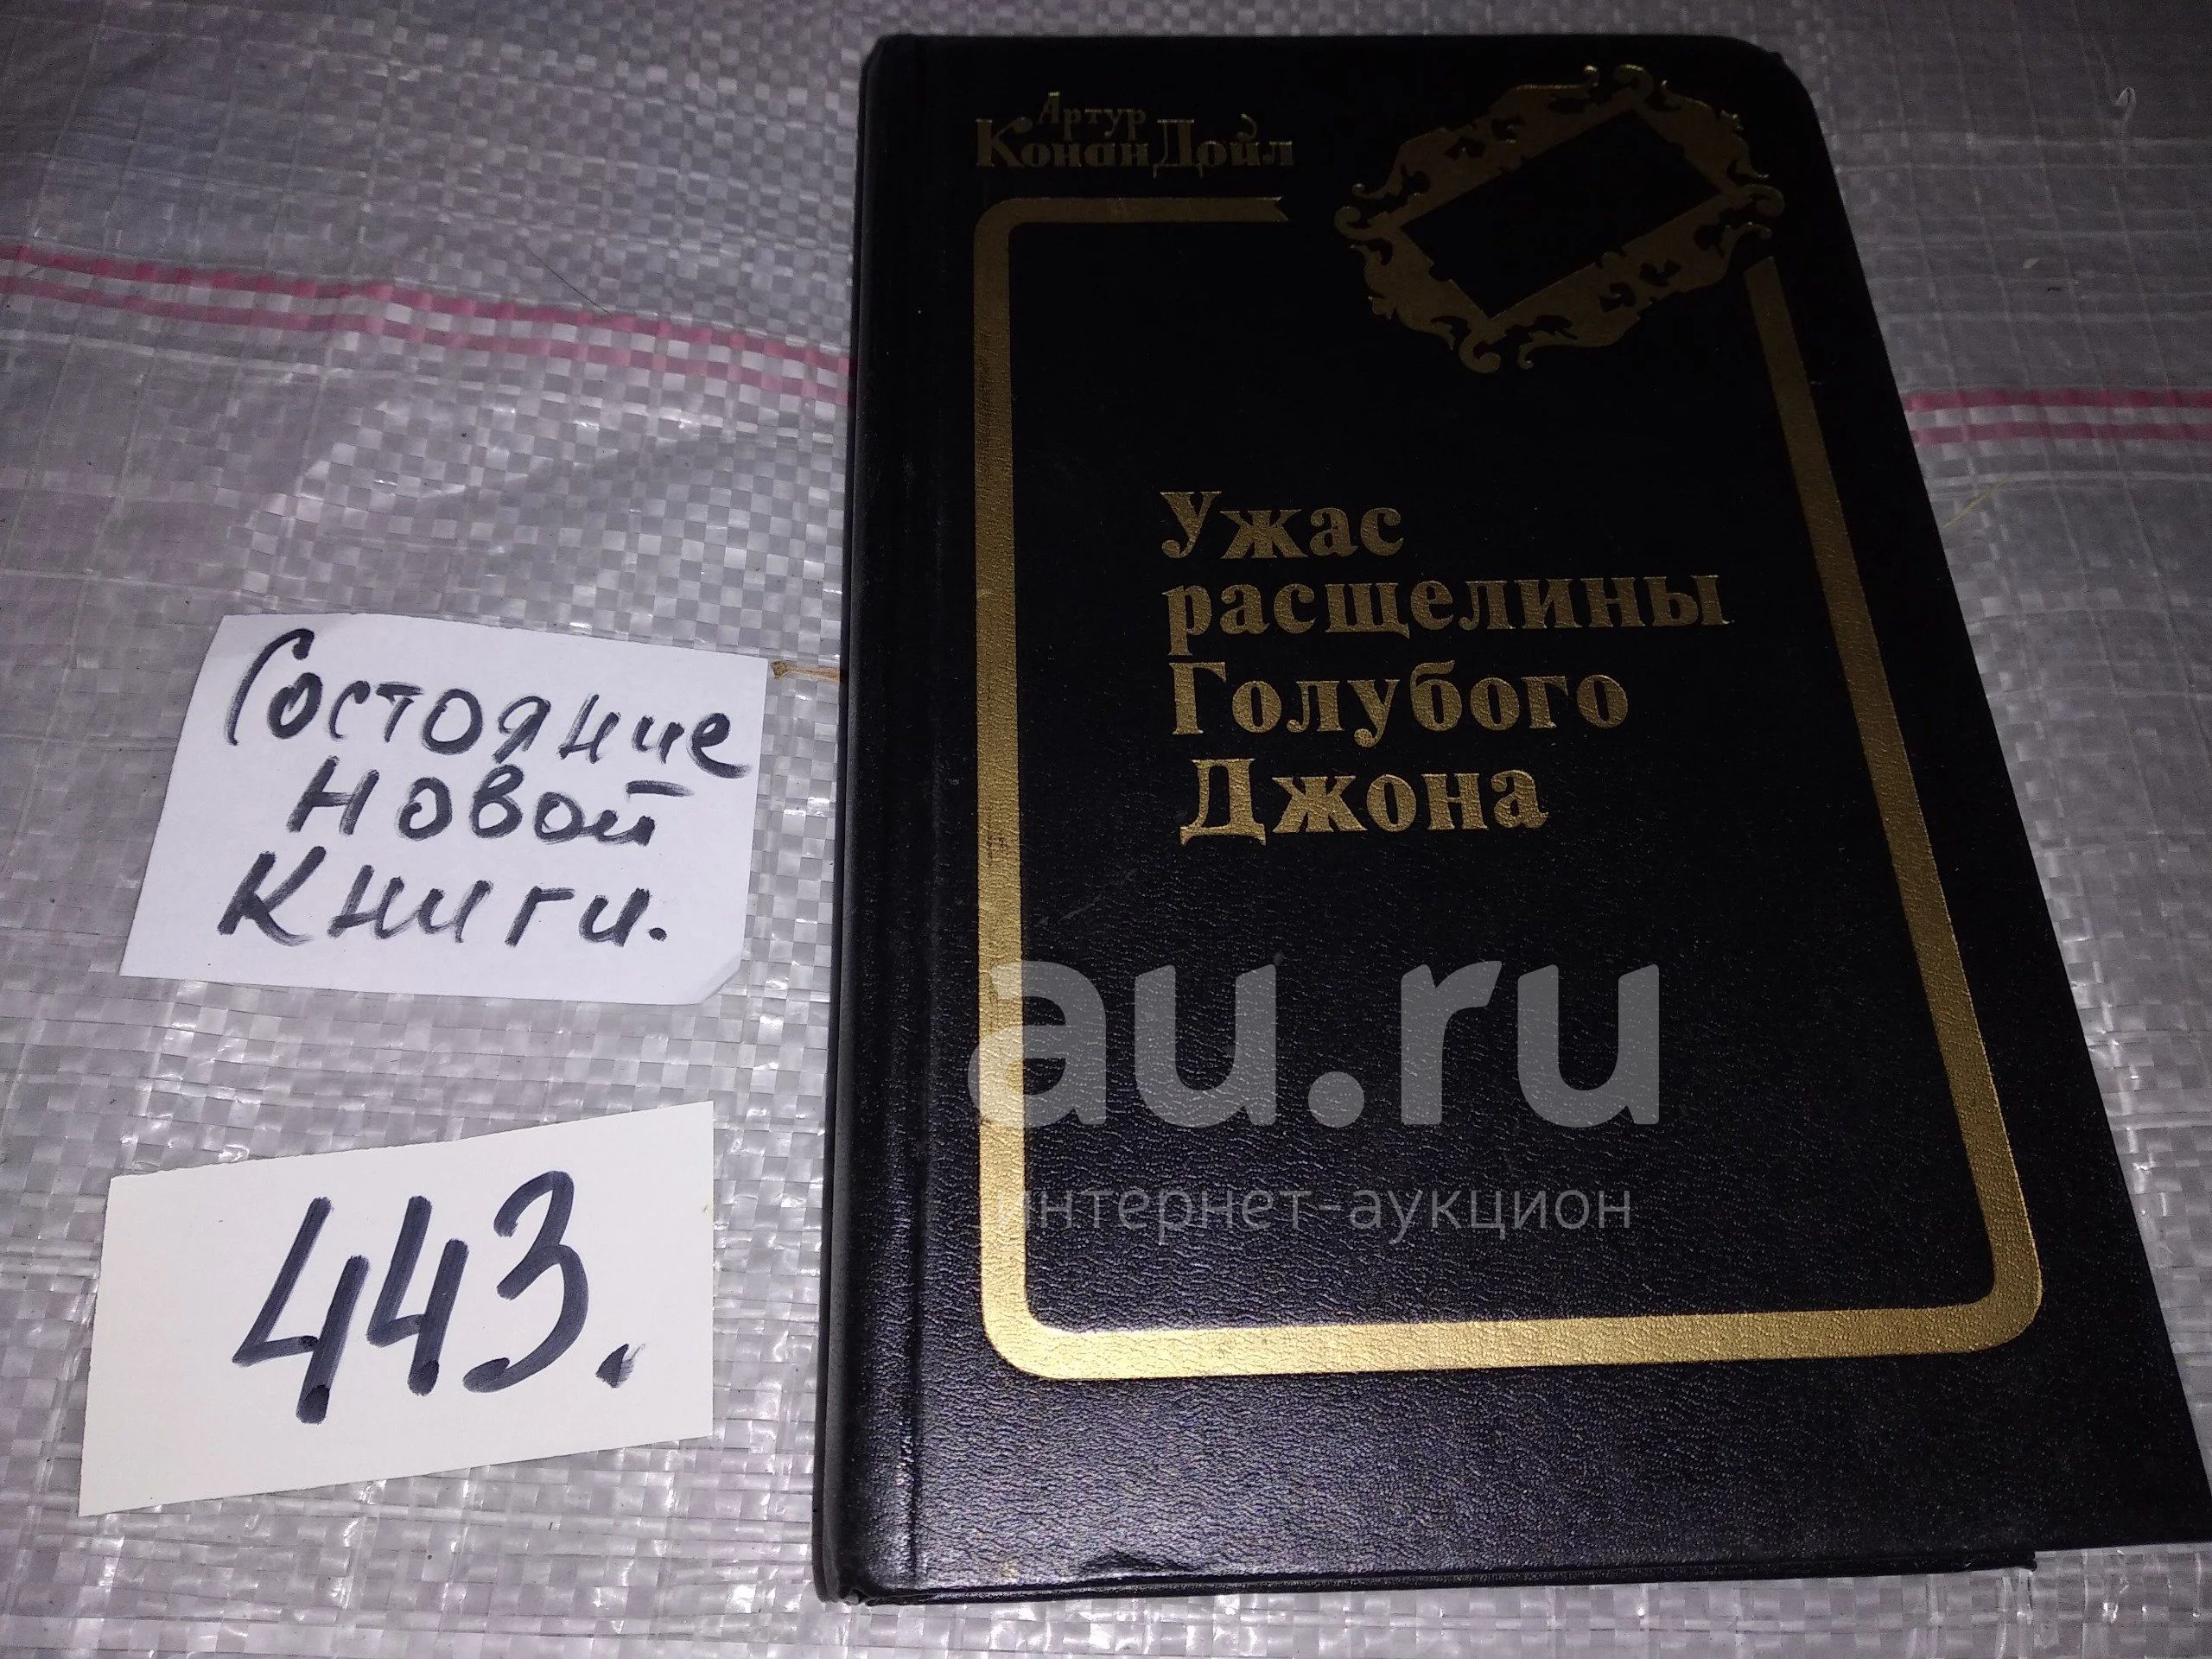 Артур
Конан Дойл
Ужас
расщелины
Голубого
Джона
Состояние
новой
книги.
443.
au.ru
интернет-аукцион